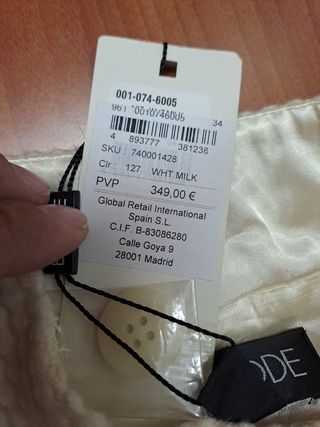 001-074-6005
34
4 893777 381238
SKU : 740001428
Clr : 127 WHT MILK
PVP 349,00 €
Global Retail International
Spain S.L.
C.I.F. B-83086280
Calle Goya 9
28001 Madrid
ODE